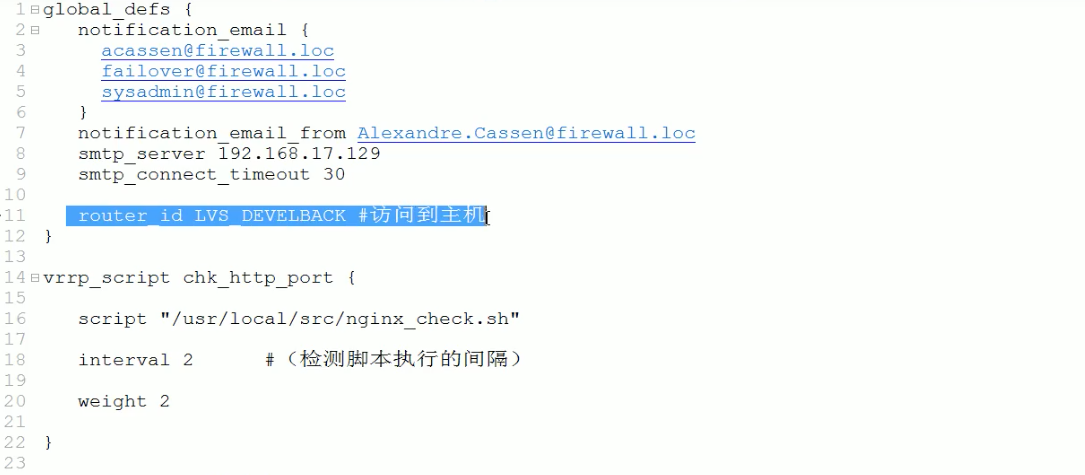 1 global_defs {
2 notification_email {
3 acassen@firewall.loc
4 failover@firewall.loc
5 sysadmin@firewall.loc
6 }
7 notification_email_from Alexandre.Cassen@firewall.loc
8 smtp_server 192.168.17.129
9 smtp_connect_timeout 30
10
11 router_id LVS_DEVELBACK #访问到主机
12 }
13
14 vrrp_script chk_http_port {
15
16 script "/usr/local/src/nginx_check.sh"
17
18 interval 2 #（检测脚本执行的间隔）
19
20 weight 2
21
22 }
23